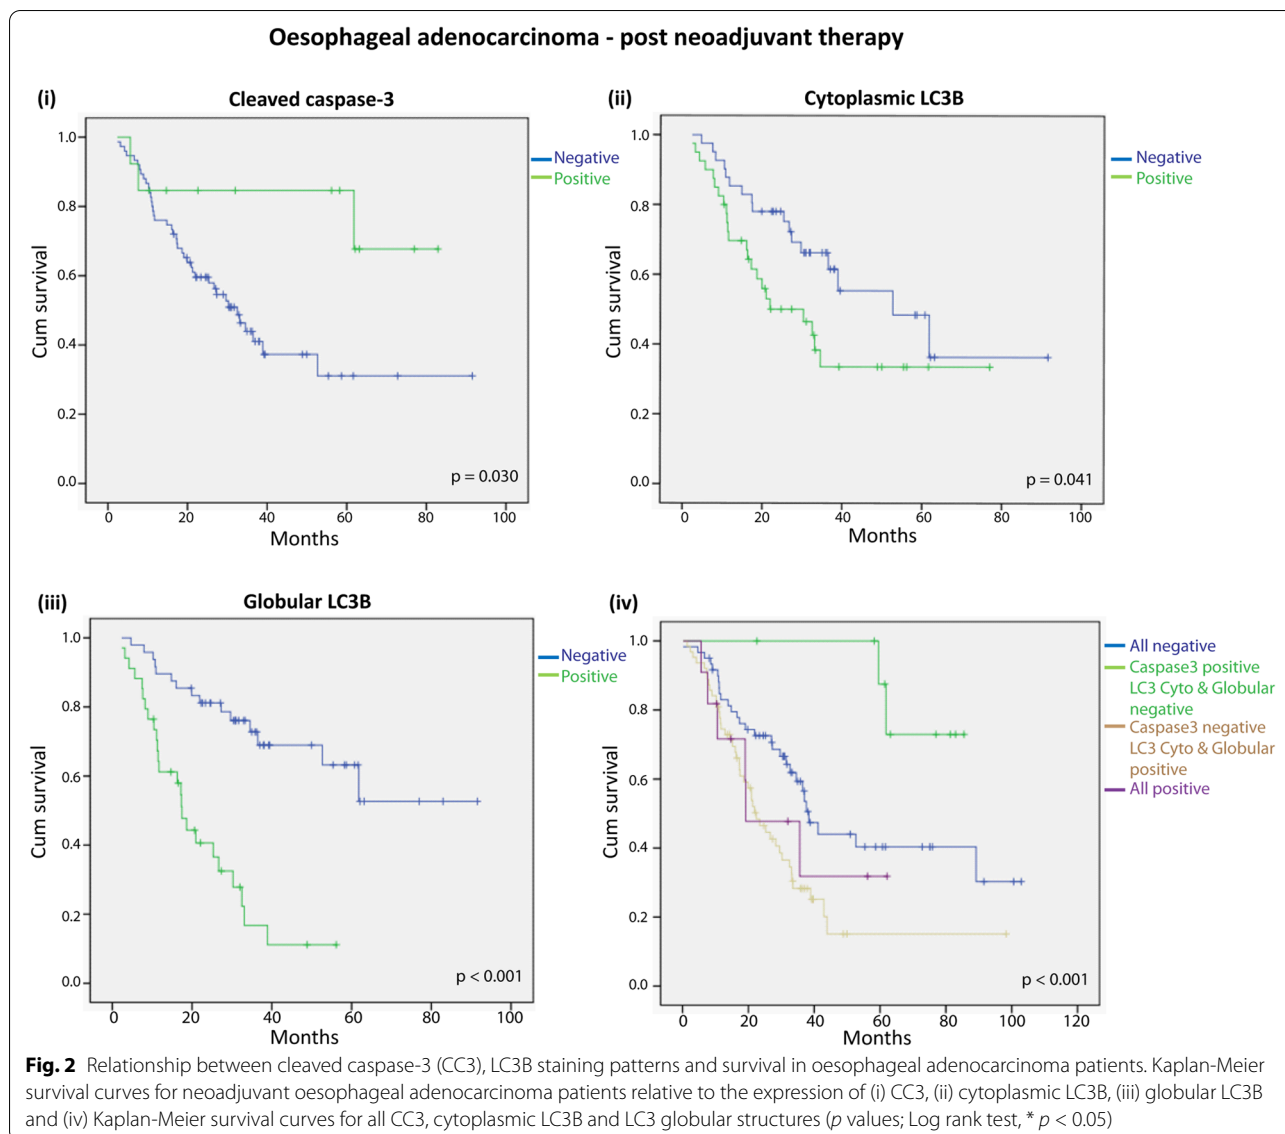 Oesophageal adenocarcinoma - post neoadjuvant therapy
(i)
Cleaved caspase-3
Cum survival
1.0
0.8
0.6
0.4
0.2
0.0
Negative
Positive
p = 0.030
0 20 40 60 80 100
Months
(ii)
Cytoplasmic LC3B
Cum survival
1.0
0.8
0.6
0.4
0.2
0.0
Negative
Positive
p = 0.041
0 20 40 60 80 100
Months
(iii)
Globular LC3B
Cum survival
1.0
0.8
0.6
0.4
0.2
0.0
Negative
Positive
p < 0.001
0 20 40 60 80 100
Months
(iv)
Cum survival
1.0
0.8
0.6
0.4
0.2
0.0
All negative
Caspase3 positive
LC3 Cyto & Globular
negative
Caspase3 negative
LC3 Cyto & Globular
positive
All positive
p < 0.001
0 20 40 60 80 100 120
Months
Fig. 2 Relationship between cleaved caspase-3 (CC3), LC3B staining patterns and survival in oesophageal adenocarcinoma patients. Kaplan-Meier
survival curves for neoadjuvant oesophageal adenocarcinoma patients relative to the expression of (i) CC3, (ii) cytoplasmic LC3B, (iii) globular LC3B
and (iv) Kaplan-Meier survival curves for all CC3, cytoplasmic LC3B and LC3 globular structures (p values; Log rank test, * p < 0.05)